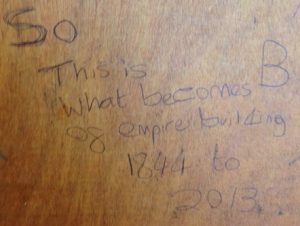 So
This is
what becomes B
of empire building
1844 to
2013